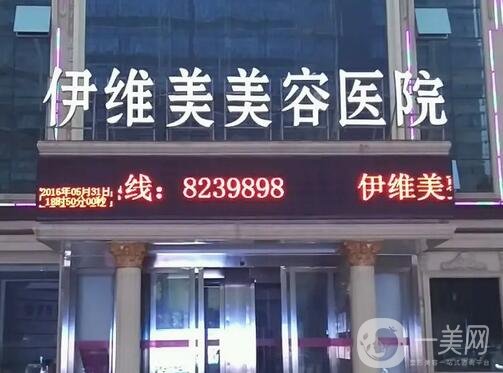 伊维美美容医院
2016年05月31日
18时50分00秒
线：8239898 伊维美
一美网